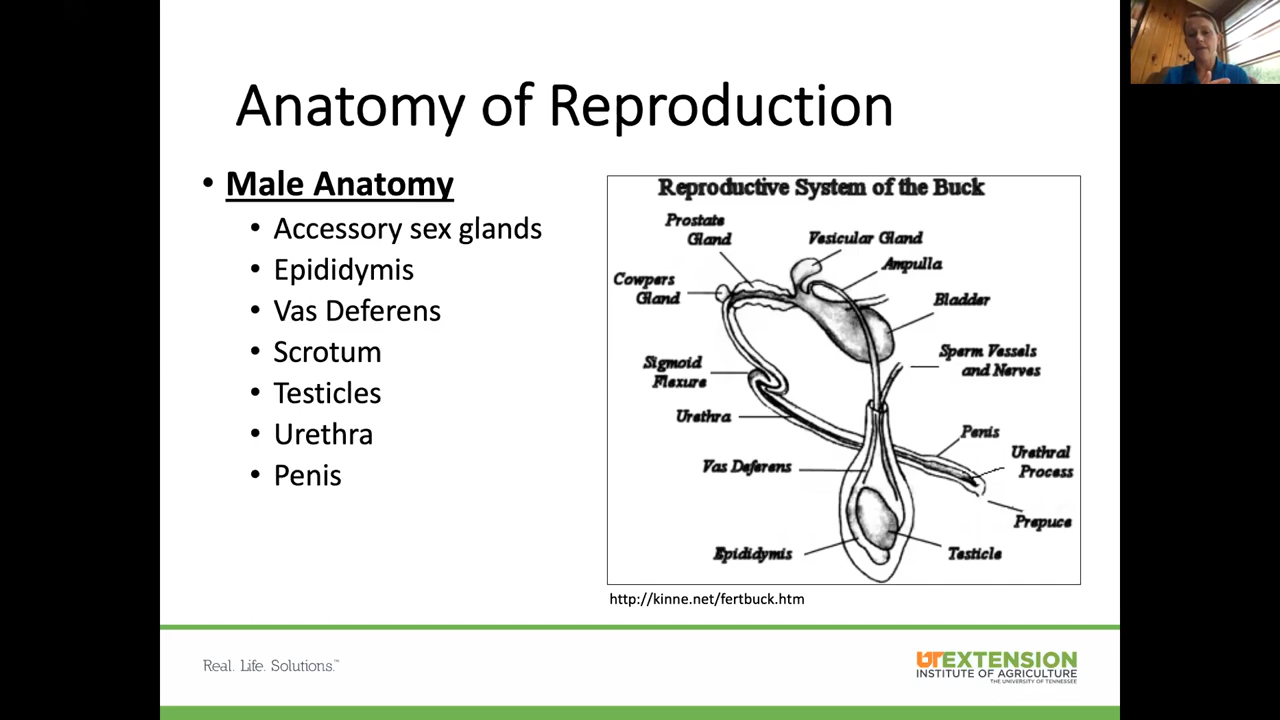 Anatomy of Reproduction
• Male Anatomy
• Accessory sex glands
• Epididymis
• Vas Deferens
• Scrotum
• Testicles
• Urethra
• Penis
Reproductive System of the Buck
Prostate
Gland
Vesicular Gland
Ampulla
Cowpers
Gland
Bladder
Sperm Vessels
and Nerves
Sigmoid
Flexure
Urethra
Penis
Urethral
Process
Vas Deferens
Prepuce
Epididymis
Testicle
http://kinne.net/fertbuck.htm
Real. Life. Solutions.™
UTEXTENSION
INSTITUTE OF AGRICULTURE
THE UNIVERSITY OF TENNESSEE